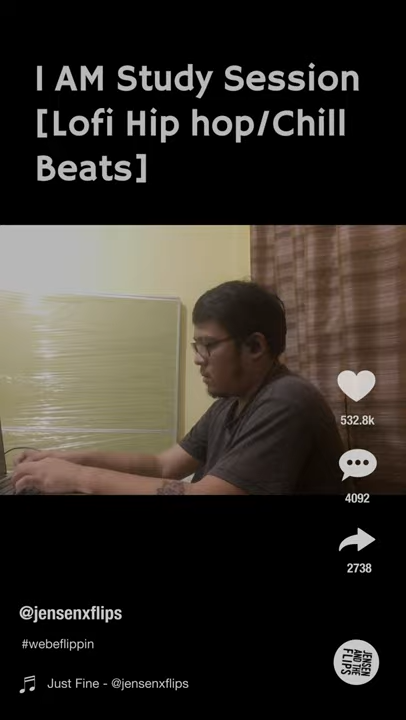 I AM Study Session
[Lofi Hip hop/Chill
Beats]
532.8k
4092
2738
@jensenxflips
#webeflippin
Just Fine - @jensenxflips
JENSEN
AND THE
FLIPS